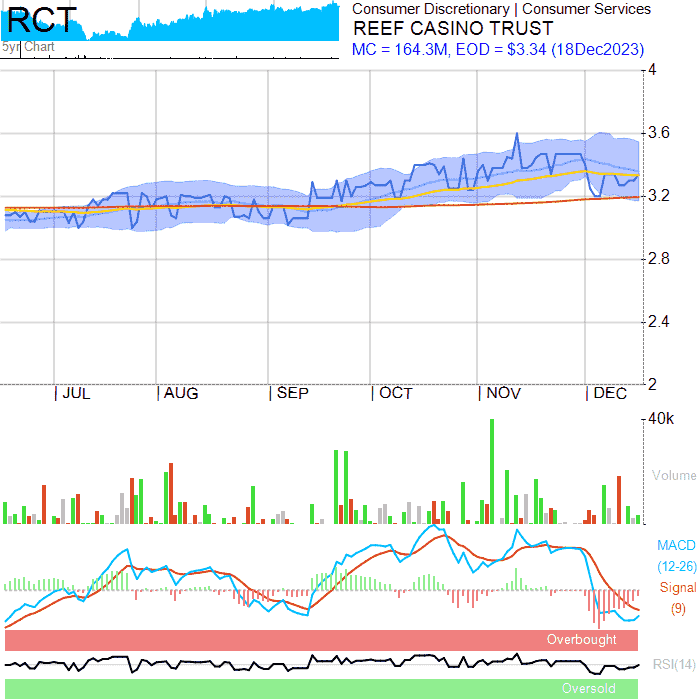 RCT
5yr Chart
Consumer Discretionary | Consumer Services
REEF CASINO TRUST
MC = 164.3M, EOD = $3.34 (18Dec2023)
4
3.6
3.2
2.8
2.4
2
JUL AUG SEP OCT NOV DEC
40k
Volume
MACD
(12-26)
Signal
(9)
Overbought
RSI(14)
Oversold